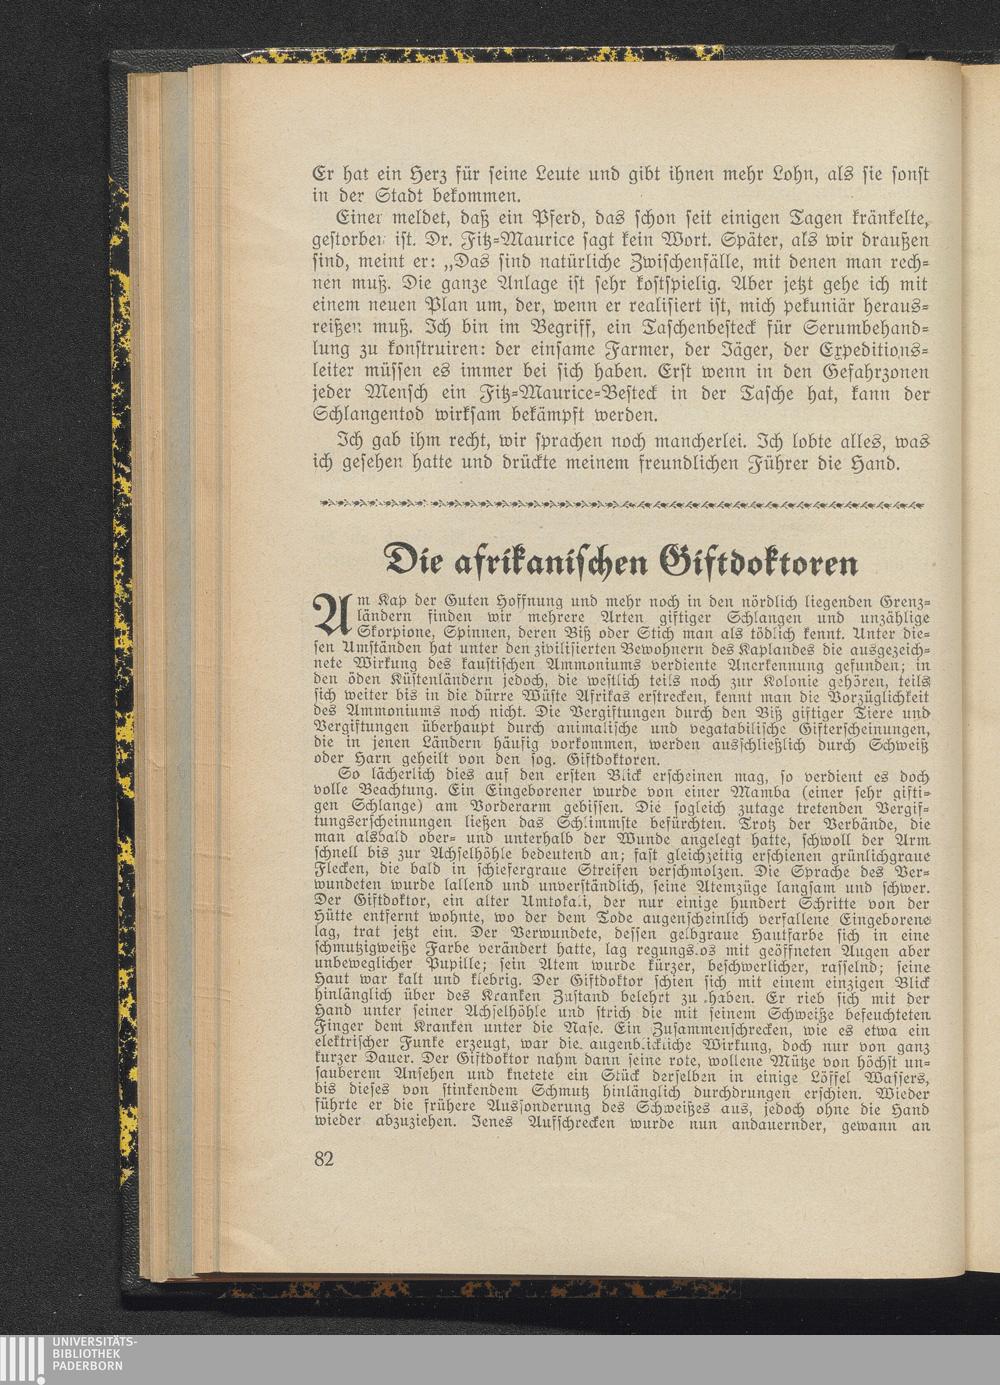 Er hat ein Herz für seine Leute und gibt ihnen mehr Lohn, als sie sonst
in der Stadt bekommen.
Einer meldet, daß ein Pferd, das schon seit einigen Tagen kränkelte,
gestorben ist. Dr. Fitz-Maurice sagt kein Wort. Später, als wir draußen
sind, meint er: „Das sind natürliche Zwischenfälle, mit denen man rech-
nen muß. Die ganze Anlage ist sehr kostspielig. Aber jetzt gehe ich mit
einem neuen Plan um, der, wenn er realisiert ist, mich pekuniär heraus-
reißen muß. Ich bin im Begriff, ein Taschenbesteck für Serumbehand-
lung zu konstruiren: der einsame Farmer, der Jäger, der Expeditions-
leiter müssen es immer bei sich haben. Erst wenn in den Gefahrzonen
jeder Mensch ein Fitz-Maurice-Besteck in der Tasche hat, kann der
Schlangentod wirksam bekämpft werden.
Ich gab ihm recht, wir sprachen noch mancherlei. Ich lobte alles, was
ich gesehen hatte und drückte meinem freundlichen Führer die Hand.
Die afrikanischen Giftdoktoren
Am Kap der Guten Hoffnung und mehr noch in den nördlich liegenden Grenz-
ländern finden wir mehrere Arten giftiger Schlangen und unzählige
Skorpione, Spinnen, deren Biß oder Stich man als tödlich kennt. Unter die-
sen Umständen hat unter den zivilisierten Bewohnern des Kaplandes die ausgezeich-
nete Wirkung des kaustischen Ammoniums verdiente Anerkennung gefunden; in
den öden Küstenländern jedoch, die westlich teils noch zur Kolonie gehören, teils
sich weiter bis in die dürre Wüste Afrikas erstrecken, kennt man die Vorzüglichkeit
des Ammoniums noch nicht. Die Vergiftungen durch den Biß giftiger Tiere und
Vergiftungen überhaupt durch animalische und vegatabilische Gifterscheinungen,
die in jenen Ländern häufig vorkommen, werden ausschließlich durch Schweiß
oder Harn geheilt von den sog. Giftdoktoren.
So lächerlich dies auf den ersten Blick erscheinen mag, so verdient es doch
volle Beachtung. Ein Eingeborener wurde von einer Mamba (einer sehr gifti-
gen Schlange) am Vorderarm gebissen. Die sogleich zutage tretenden Vergif-
tungserscheinungen ließen das Schlimmste befürchten. Trotz der Verbände, die
man alsbald ober- und unterhalb der Wunde angelegt hatte, schwoll der Arm
schnell bis zur Achselhöhle bedeutend an; fast gleichzeitig erschienen grünlichgraue
Flecken, die bald in schiefergraue Streifen verschmolzen. Die Sprache des Ver-
wundeten wurde lallend und unverständlich, seine Atemzüge langsam und schwer.
Der Giftdoktor, ein alter Umtokali, der nur einige hundert Schritte von der
Hütte entfernt wohnte, wo der dem Tode augenscheinlich verfallene Eingeborene
lag, trat jetzt ein. Der Verwundete, dessen gelbgraue Hautfarbe sich in eine
schmutzigweiße Farbe verändert hatte, lag regungslos mit geöffneten Augen aber
unbeweglicher Pupille; sein Atem wurde kürzer, beschwerlicher, rasselnd; seine
Haut war kalt und klebrig. Der Giftdoktor schien sich mit einem einzigen Blick
hinlänglich über des Kranken Zustand belehrt zu haben. Er rieb sich mit der
Hand unter seiner Achselhöhle und strich die mit seinem Schweiße befeuchteten
Finger dem Kranken unter die Nase. Ein Zusammenschrecken, wie es etwa ein
elektrischer Funke erzeugt, war die augenblickliche Wirkung, doch nur von ganz
kurzer Dauer. Der Giftdoktor nahm dann seine rote, wollene Mütze von höchst un-
sauberem Ansehen und knetete ein Stück derselben in einige Löffel Wassers,
bis dieses von stinkendem Schmutz hinlänglich durchdrungen erschien. Wieder
führte er die frühere Aussonderung des Schweißes aus, jedoch ohne die Hand
wieder abzuziehen. Jenes Aufschrecken wurde nun andauernder, gewann an
82
UNIVERSITÄTS-
BIBLIOTHEK
PADERBORN